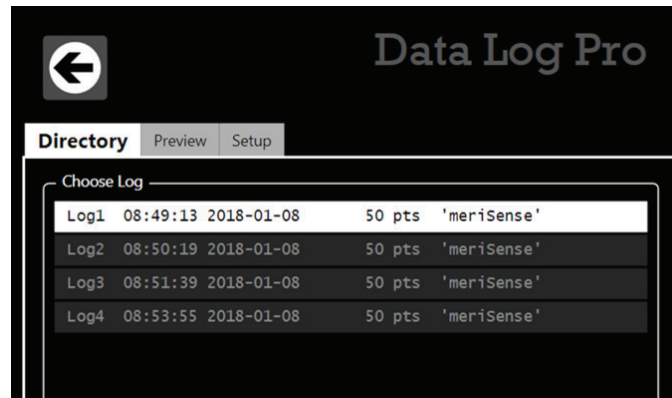 Data Log Pro
Directory Preview Setup
Choose Log
Log1 08:49:13 2018-01-08 50 pts 'meriSense'
Log2 08:50:19 2018-01-08 50 pts 'meriSense'
Log3 08:51:39 2018-01-08 50 pts 'meriSense'
Log4 08:53:55 2018-01-08 50 pts 'meriSense'